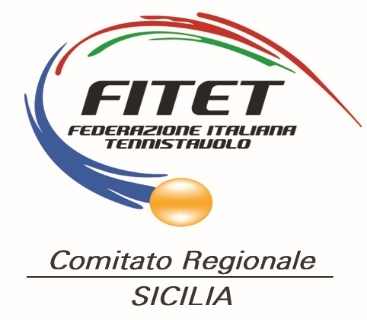 FITET
FEDERAZIONE ITALIANA
TENNISTAVOLO
Comitato Regionale
SICILIA